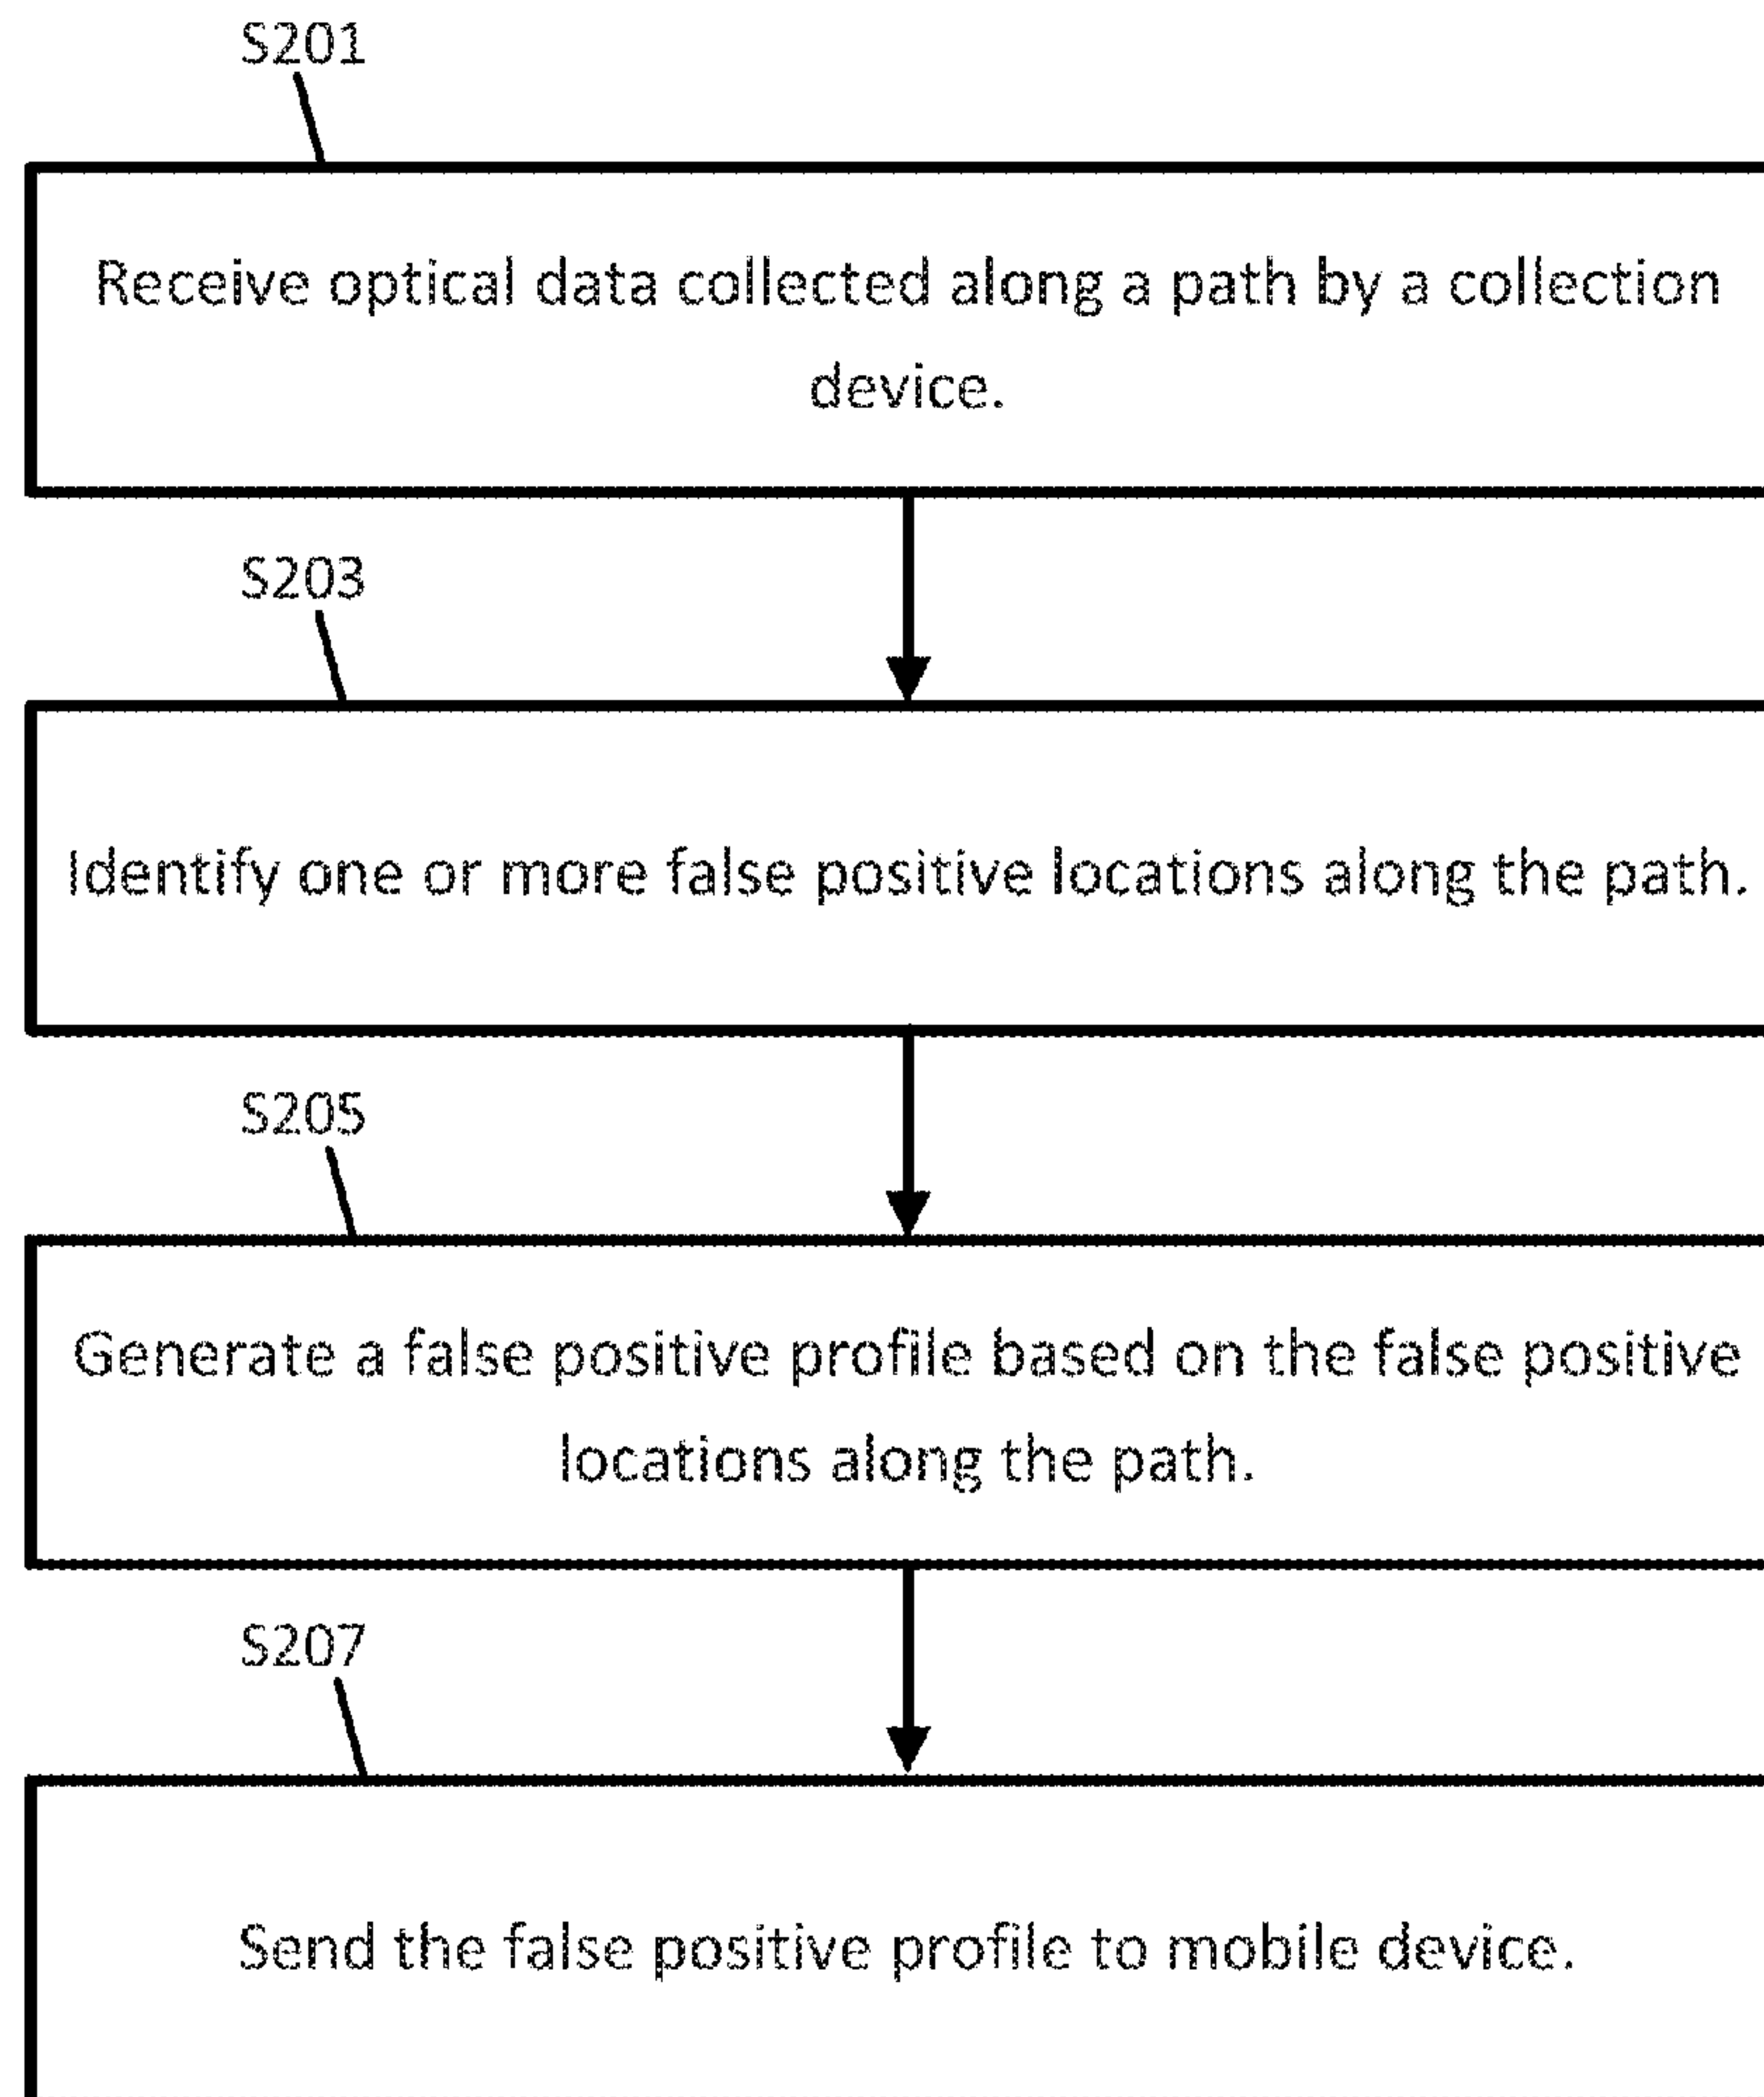 S201
Receive optical data collected along a path by a collection
device.
S203
Identify one or more false positive locations along the path.
S205
Generate a false positive profile based on the false positive
locations along the path.
S207
Send the false positive profile to mobile device.